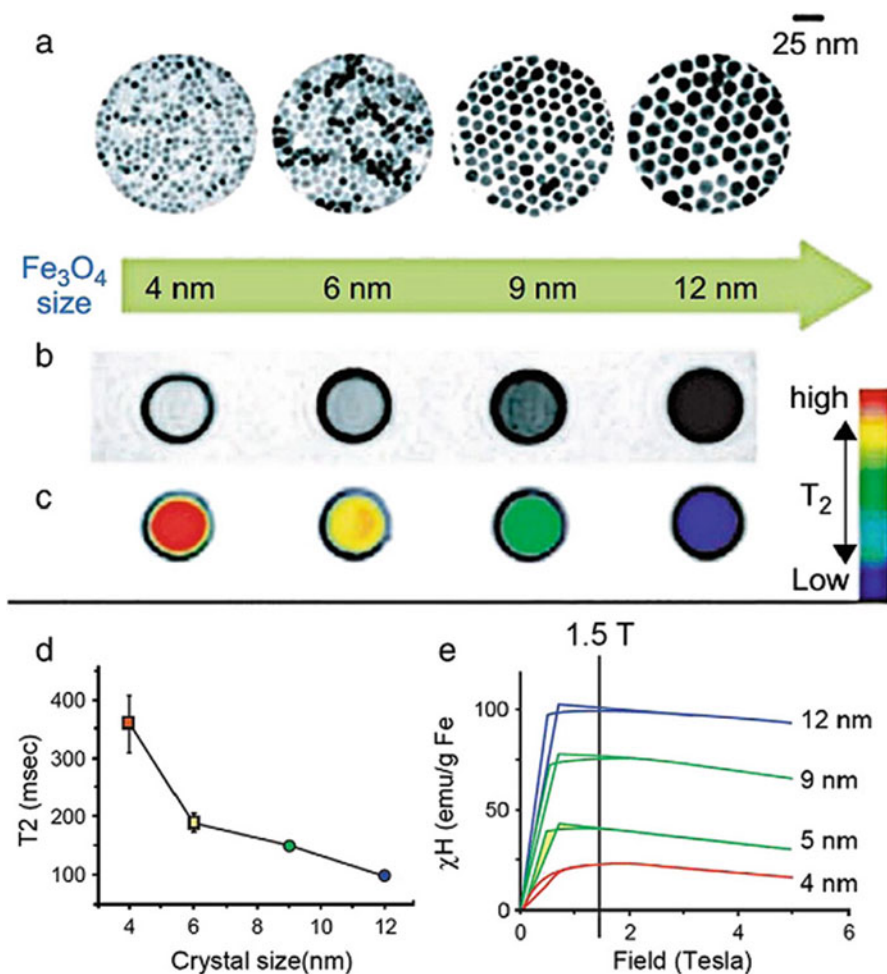 a
25 nm
Fe₃O₄
size
4 nm
6 nm
9 nm
12 nm
b
high
T₂
Low
c
d
400
300
200
100
T2 (msec)
4
6
8
10
12
Crystal size(nm)
e
1.5 T
100
50
0
χH (emu/g Fe)
12 nm
9 nm
5 nm
4 nm
0
2
4
6
Field (Tesla)